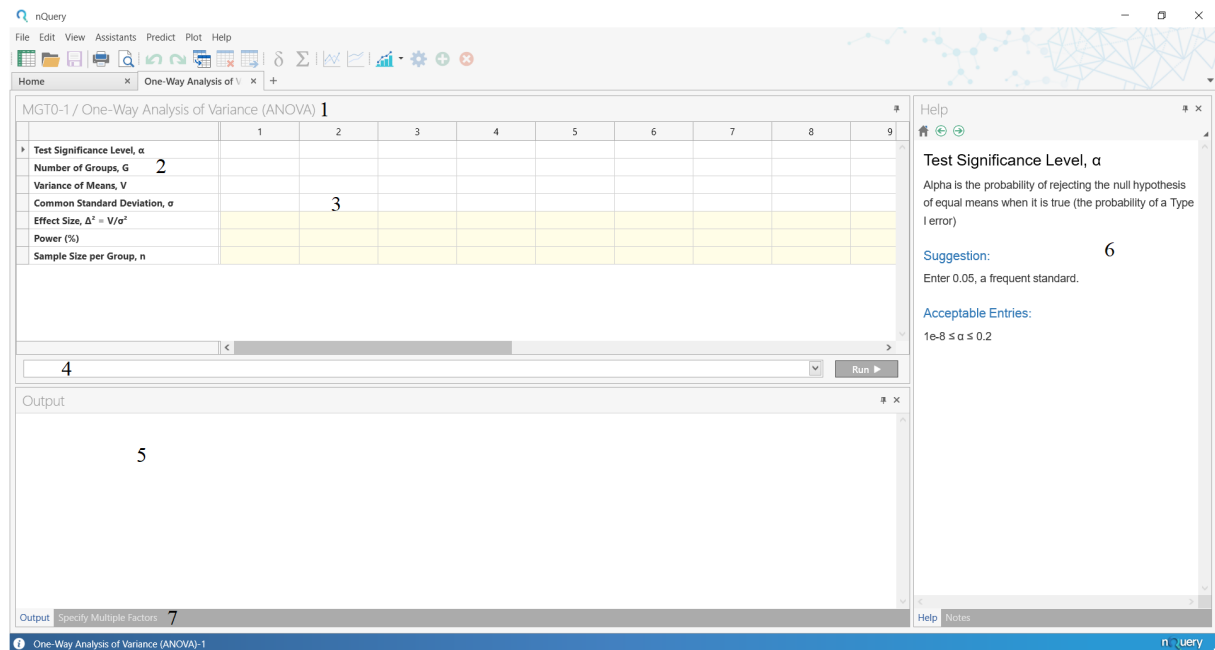 nQuery
File Edit View Assistants Predict Plot Help
δ Σ
Home × One-Way Analysis of V × +
MGT0-1 / One-Way Analysis of Variance (ANOVA) 1
1 2 3 4 5 6 7 8 9
Test Significance Level, α
Number of Groups, G 2
Variance of Means, V
Common Standard Deviation, σ 3
Effect Size, Δ² = V/σ²
Power (%)
Sample Size per Group, n
4 Run
Output
5
Output Specify Multiple Factors 7
Help
Test Significance Level, α
Alpha is the probability of rejecting the null hypothesis
of equal means when it is true (the probability of a Type
I error)
6
Suggestion:
Enter 0.05, a frequent standard.
Acceptable Entries:
1e-8 ≤ α ≤ 0.2
Help Notes
One-Way Analysis of Variance (ANOVA)-1
nQuery